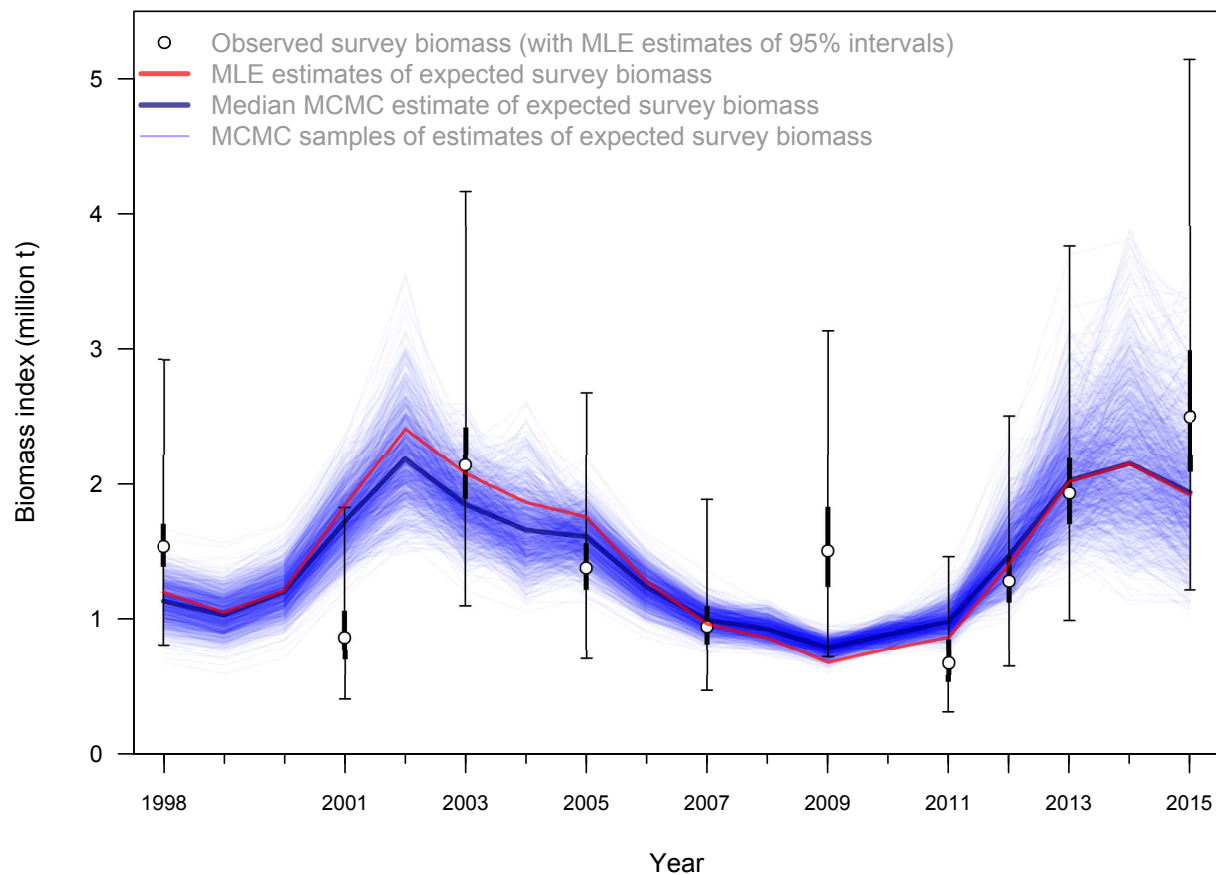 Observed survey biomass (with MLE estimates of 95% intervals)
MLE estimates of expected survey biomass
Median MCMC estimate of expected survey biomass
MCMC samples of estimates of expected survey biomass
Biomass index (million t)
5
4
3
2
1
0
1998 2001 2003 2005 2007 2009 2011 2013 2015
Year